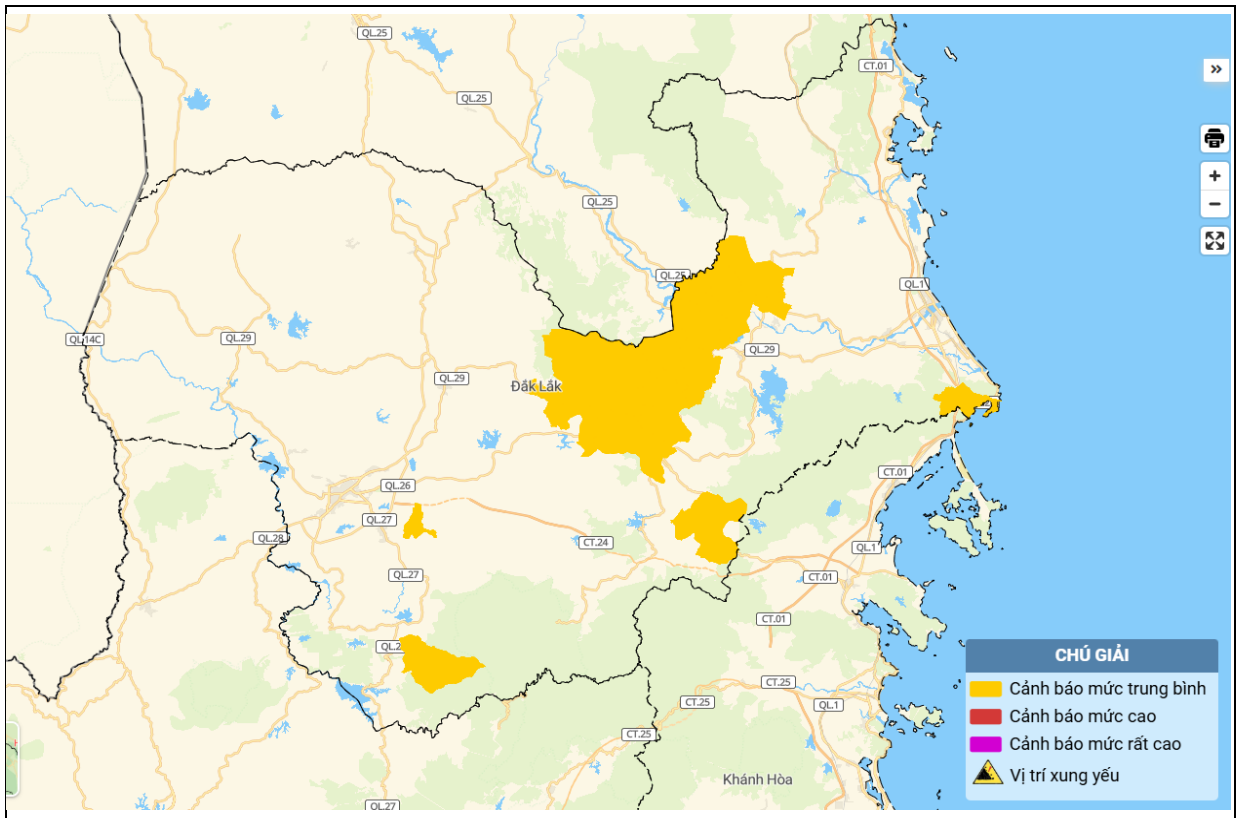 QL.25
CT.01
»
QL.25
+
−
QL.25
QL.25
QL.1
QL.14C
QL.29
QL.29
QL.29
Đắk Lắk
CT.01
QL.26
QL.27
QL.28
CT.24
QL.1
QL.27
CT.01
CT.01
QL.2
CHÚ GIẢI
CT.25
Cảnh báo mức trung bình
CT.25
QL.1
Cảnh báo mức cao
CT.25
Cảnh báo mức rất cao
Vị trí xung yếu
Khánh Hòa
QL.27